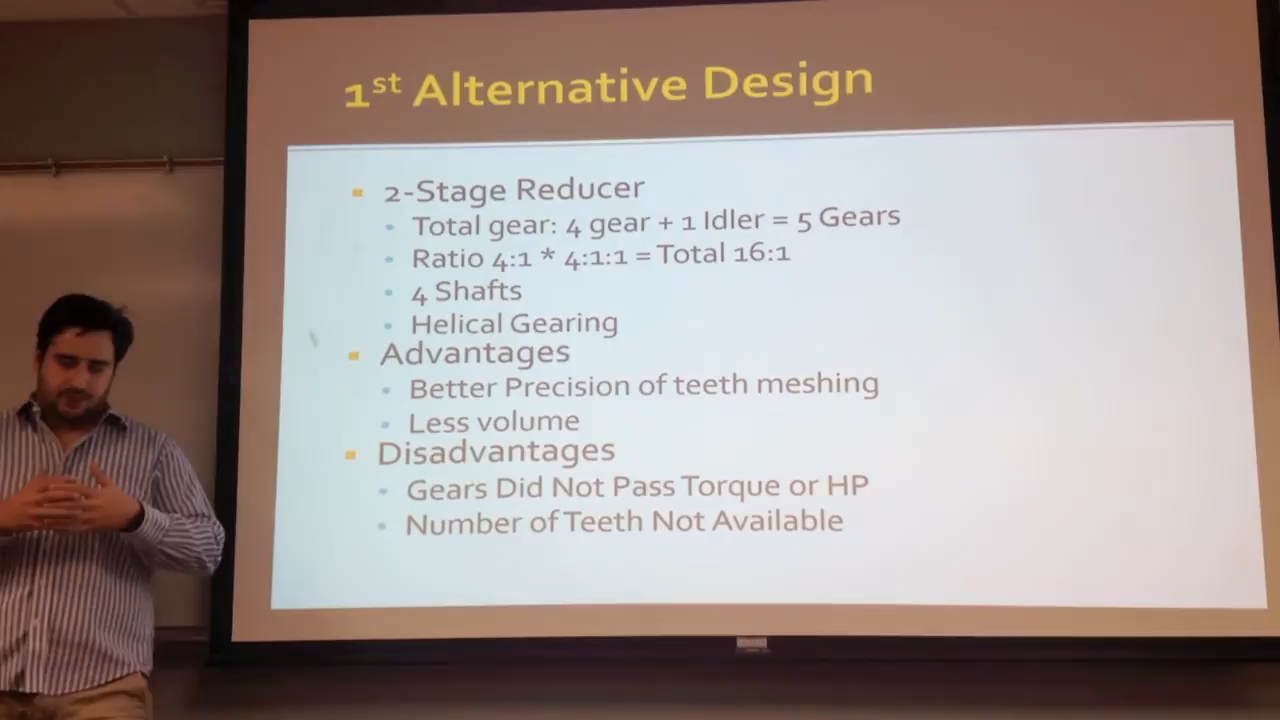 1st Alternative Design
2-Stage Reducer
Total gear: 4 gear + 1 Idler = 5 Gears
Ratio 4:1 * 4:1:1 = Total 16:1
4 Shafts
Helical Gearing
Advantages
Better Precision of teeth meshing
Less volume
Disadvantages
Gears Did Not Pass Torque or HP
Number of Teeth Not Available